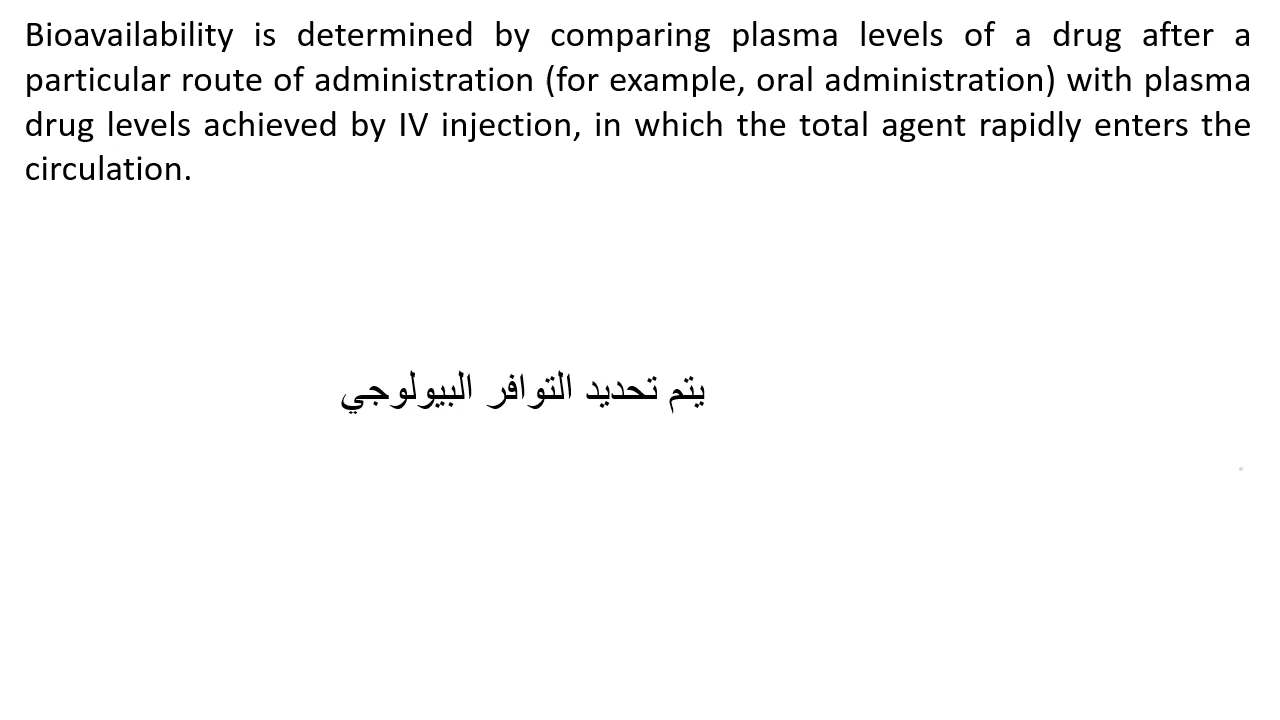 Bioavailability is determined by comparing plasma levels of a drug after a
particular route of administration (for example, oral administration) with plasma
drug levels achieved by IV injection, in which the total agent rapidly enters the
circulation.
يتم تحديد التوافر البيولوجي